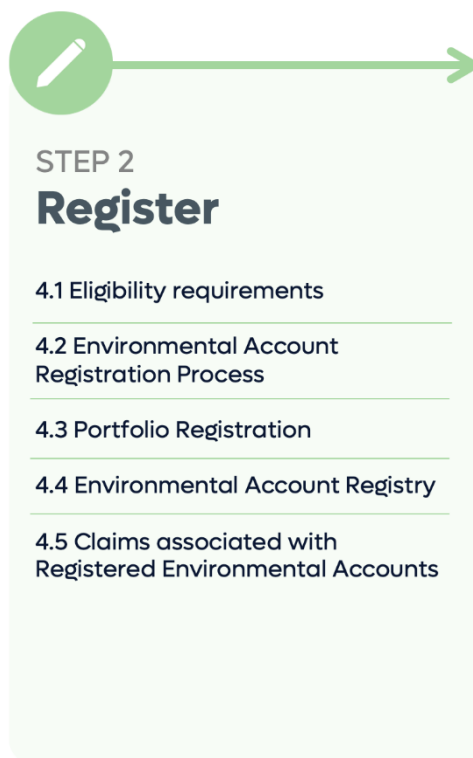 STEP 2
Register
4.1 Eligibility requirements
4.2 Environmental Account
Registration Process
4.3 Portfolio Registration
4.4 Environmental Account Registry
4.5 Claims associated with
Registered Environmental Accounts